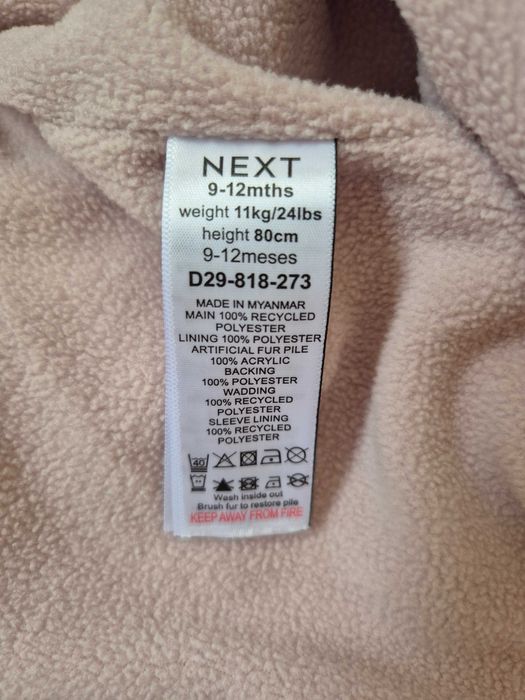 NEXT
9-12mths
weight 11kg/24lbs
height 80cm
9-12meses
D29-818-273
MADE IN MYANMAR
MAIN 100% RECYCLED
POLYESTER
LINING 100% POLYESTER
ARTIFICIAL FUR PILE
100% ACRYLIC
BACKING
100% POLYESTER
WADDING
100% RECYCLED
POLYESTER
SLEEVE LINING
100% RECYCLED
POLYESTER
40
Wash inside out
Brush fur to restore pile
KEEP AWAY FROM FIRE